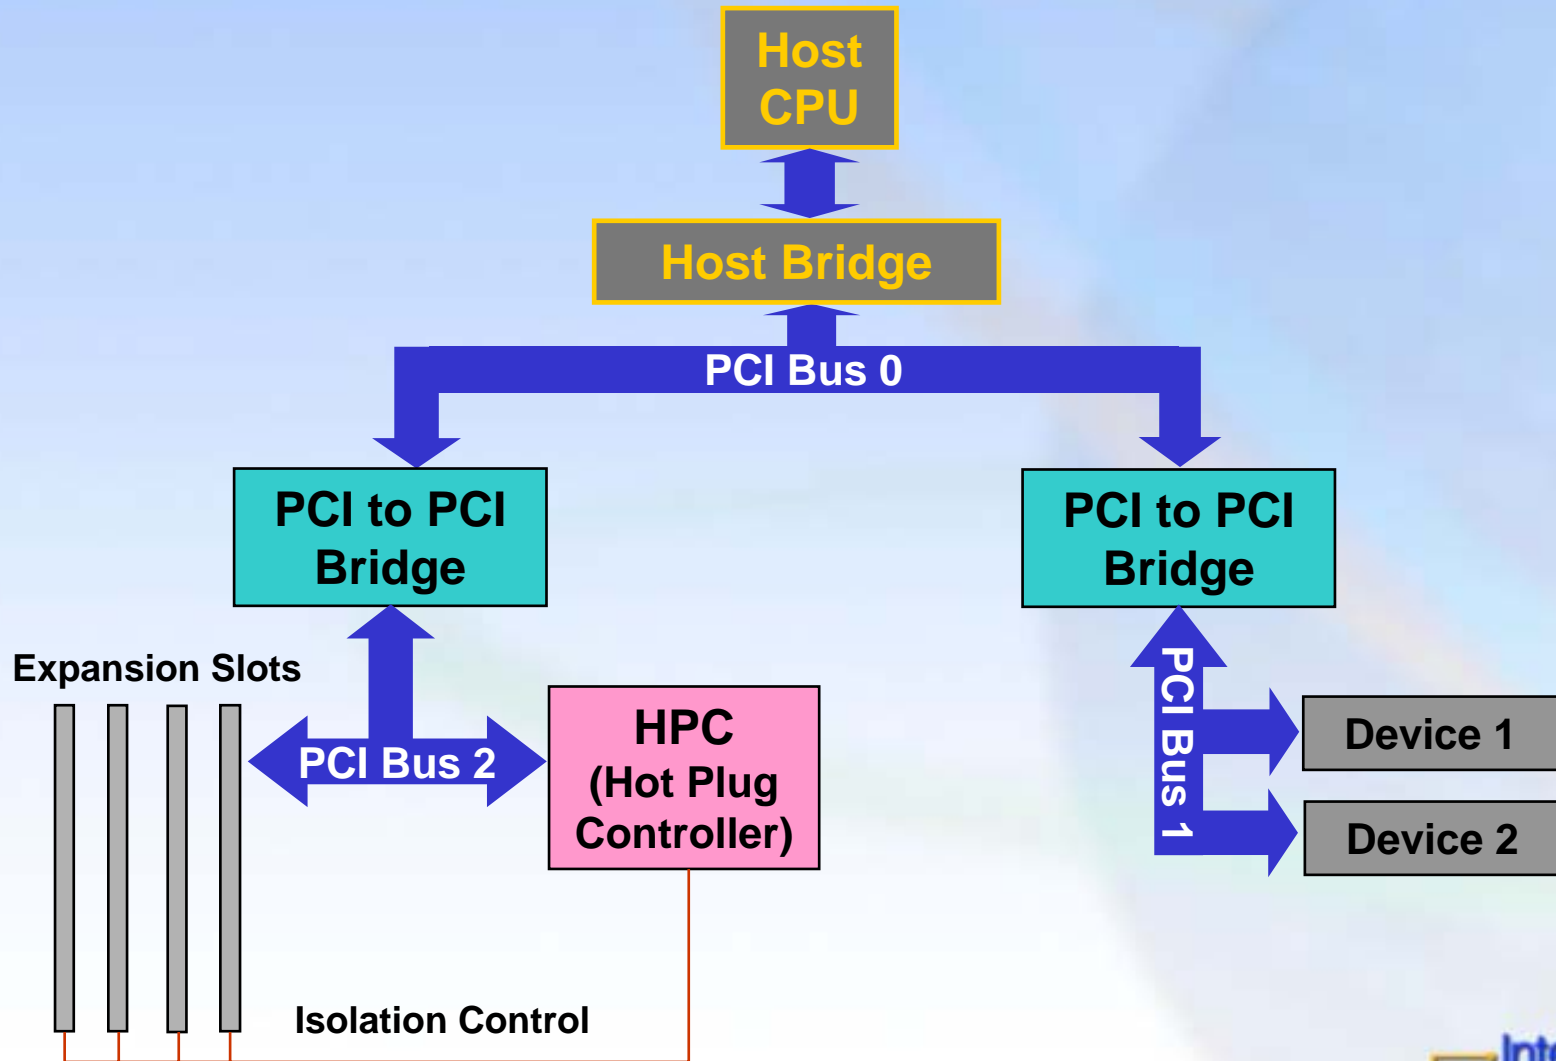 Host
CPU
Host Bridge
PCI Bus 0
PCI to PCI
Bridge
PCI to PCI
Bridge
Expansion Slots
PCI Bus 2
HPC
(Hot Plug
Controller)
PCI Bus 1
Device 1
Device 2
Isolation Control